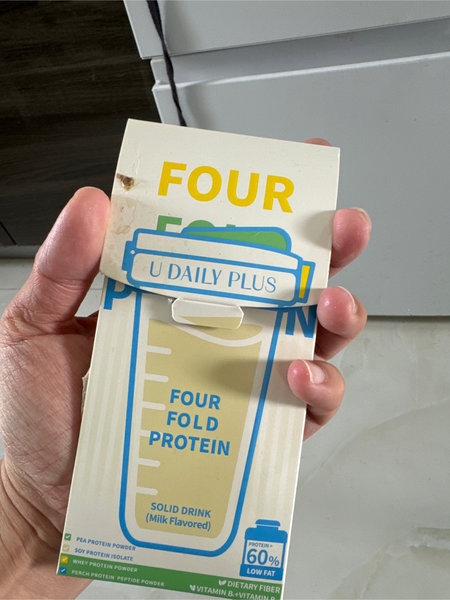 FOUR
U DAILY PLUS
FOUR
FOLD
PROTEIN
SOLID DRINK
(Milk Flavored)
PEA PROTEIN POWDER
SOY PROTEIN ISOLATE
WHEY PROTEIN POWDER
PERCH PROTEIN PEPTIDE POWDER
PROTEIN≥
60%
LOW FAT
DIETARY FIBER
VITAMIN B₁+VITAMIN B